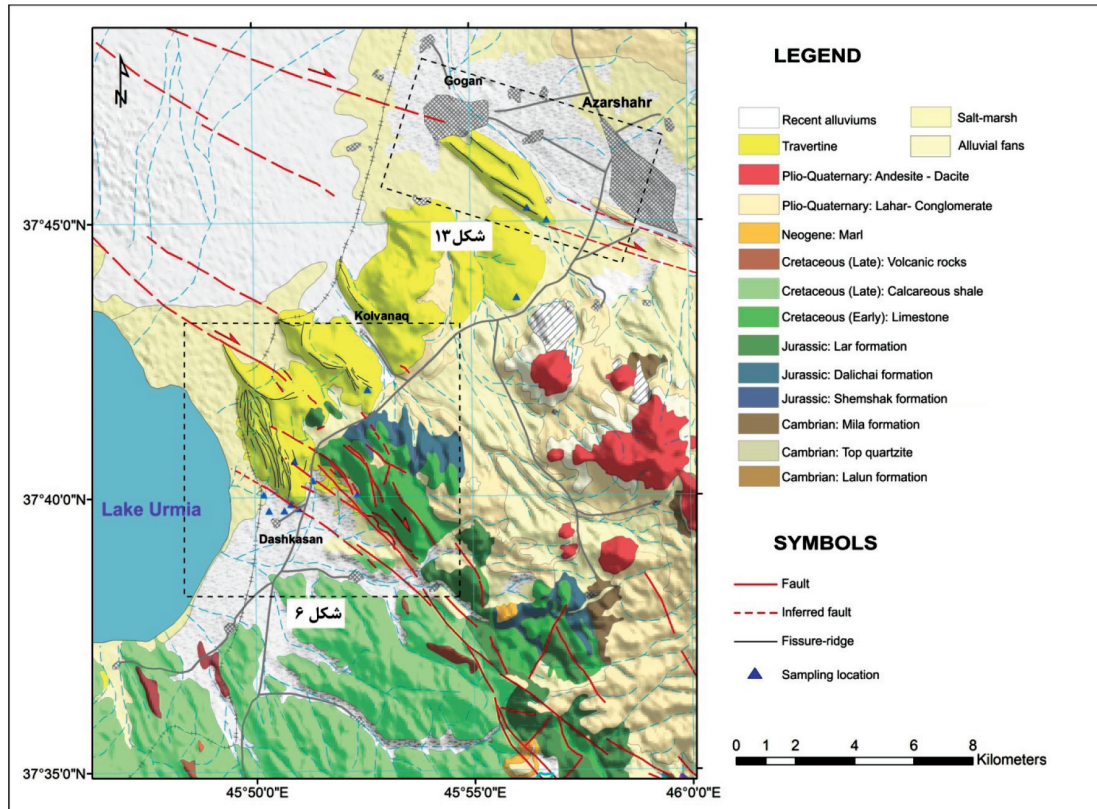 N
Gogan
Azarshahr
37°45'0"N
شکل۱۳
Kolvanaq
37°40'0"N
Lake Urmia
Dashkasan
شکل ۶
37°35'0"N
45°50'0"E
45°55'0"E
46°0'0"E
LEGEND
Recent alluviums
Salt-marsh
Travertine
Alluvial fans
Plio-Quaternary: Andesite - Dacite
Plio-Quaternary: Lahar- Conglomerate
Neogene: Marl
Cretaceous (Late): Volcanic rocks
Cretaceous (Late): Calcareous shale
Cretaceous (Early): Limestone
Jurassic: Lar formation
Jurassic: Dalichai formation
Jurassic: Shemshak formation
Cambrian: Mila formation
Cambrian: Top quartzite
Cambrian: Lalun formation
SYMBOLS
Fault
Inferred fault
Fissure-ridge
Sampling location
0 1 2 4 6 8
Kilometers